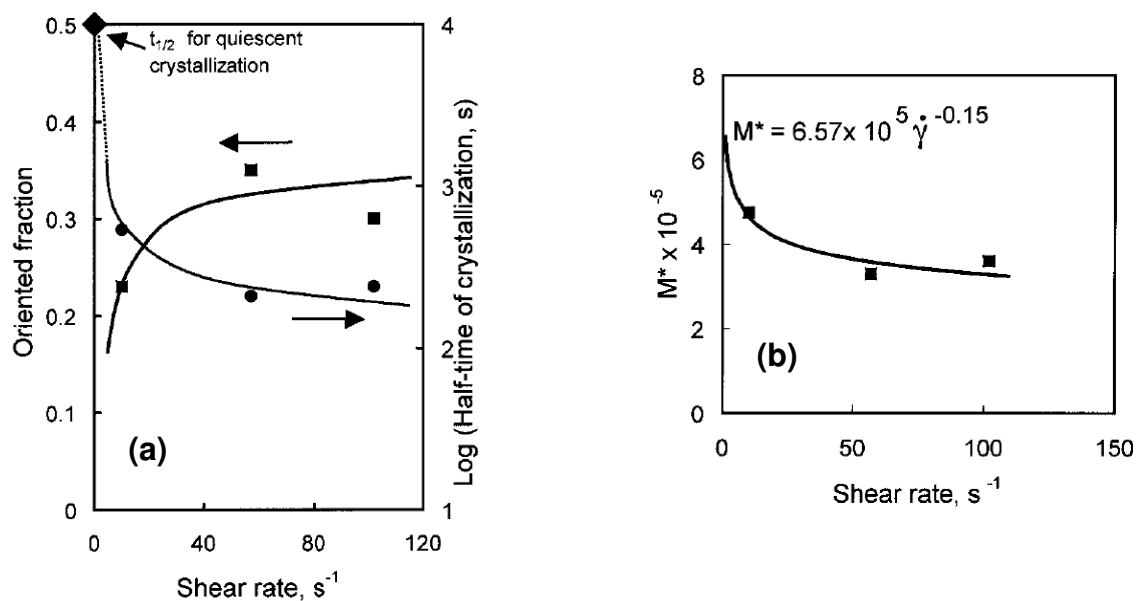 0.5
0.4
0.3
0.2
0.1
0
Oriented fraction
t1/2 for quiescent
crystallization
4
3
2
1
Log (Half-time of crystallization, s)
(a)
0
40
80
120
Shear rate, s-1
8
6
4
2
0
M* x 10-5
M* = 6.57x 10 5 γ̇ -0.15
(b)
0
50
100
150
Shear rate, s-1